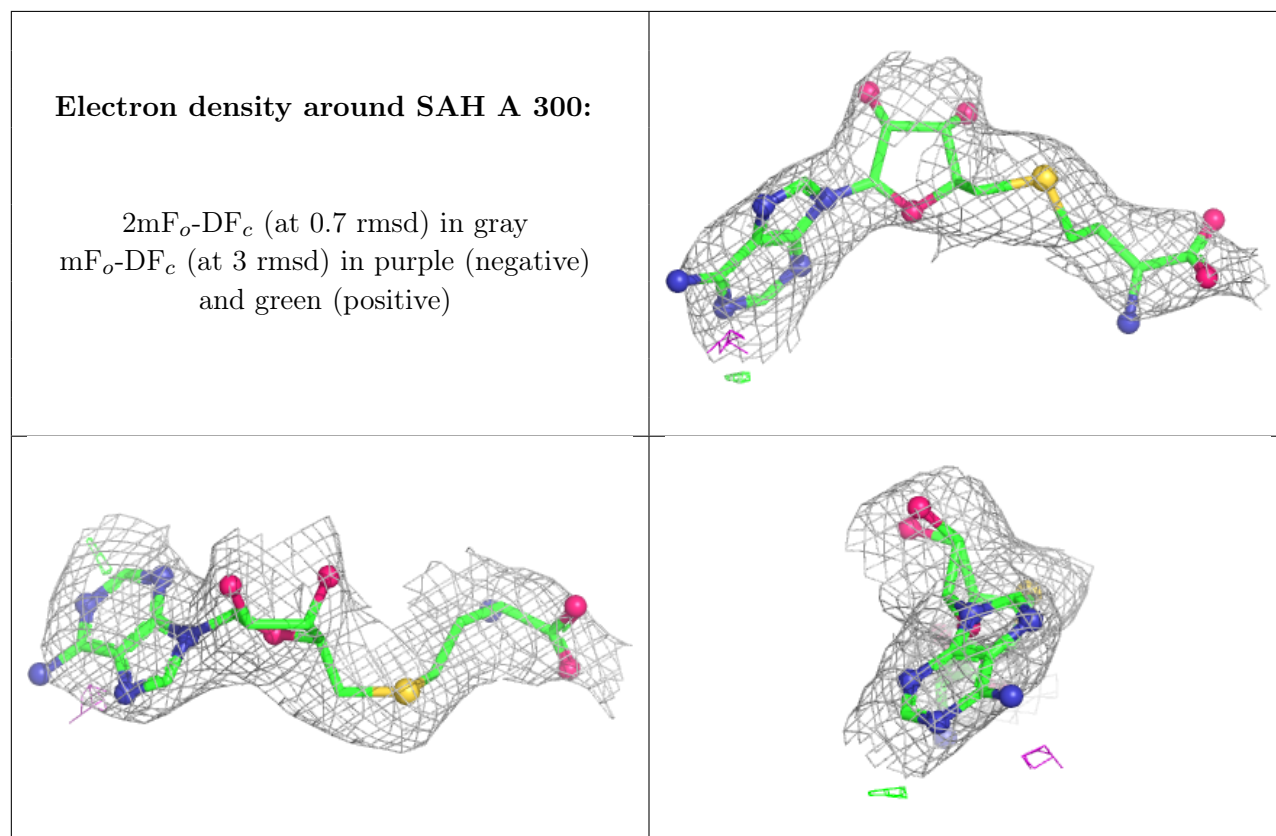 Electron density around SAH A 300:
2mFo-DFc (at 0.7 rmsd) in gray
mFo-DFc (at 3 rmsd) in purple (negative)
and green (positive)